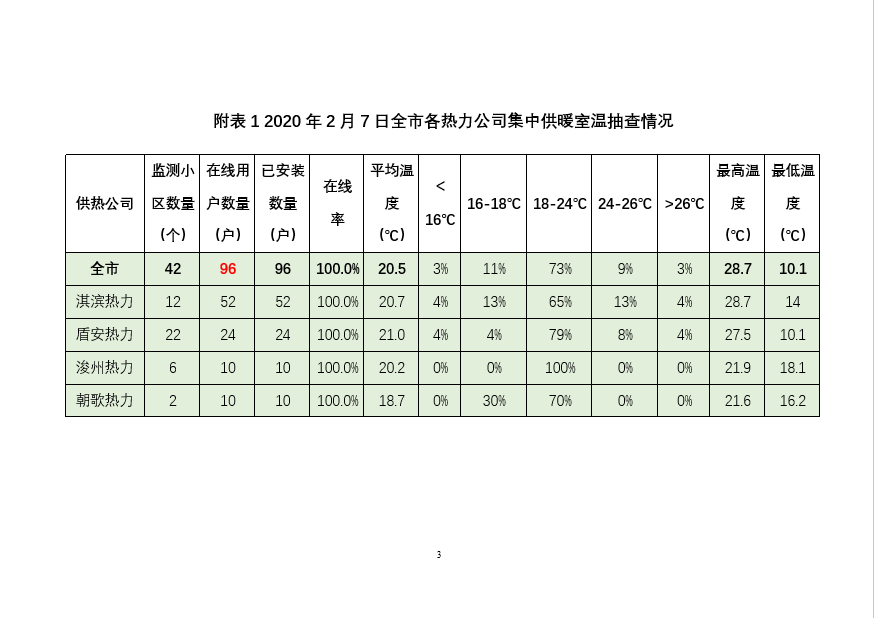 附表 1 2020 年 2 月 7 日全市各热力公司集中供暖室温抽查情况
供热公司 监测小区数量（个） 在线用户数量（户） 已安装数量（户） 在线率 平均温度（℃） ＜16℃ 16-18℃ 18-24℃ 24-26℃ >26℃ 最高温度（℃） 最低温度（℃）
全市 42 96 96 100.0% 20.5 3% 11% 73% 9% 3% 28.7 10.1
淇滨热力 12 52 52 100.0% 20.7 4% 13% 65% 13% 4% 28.7 14
盾安热力 22 24 24 100.0% 21.0 4% 4% 79% 8% 4% 27.5 10.1
浚州热力 6 10 10 100.0% 20.2 0% 0% 100% 0% 0% 21.9 18.1
朝歌热力 2 10 10 100.0% 18.7 0% 30% 70% 0% 0% 21.6 16.2
3